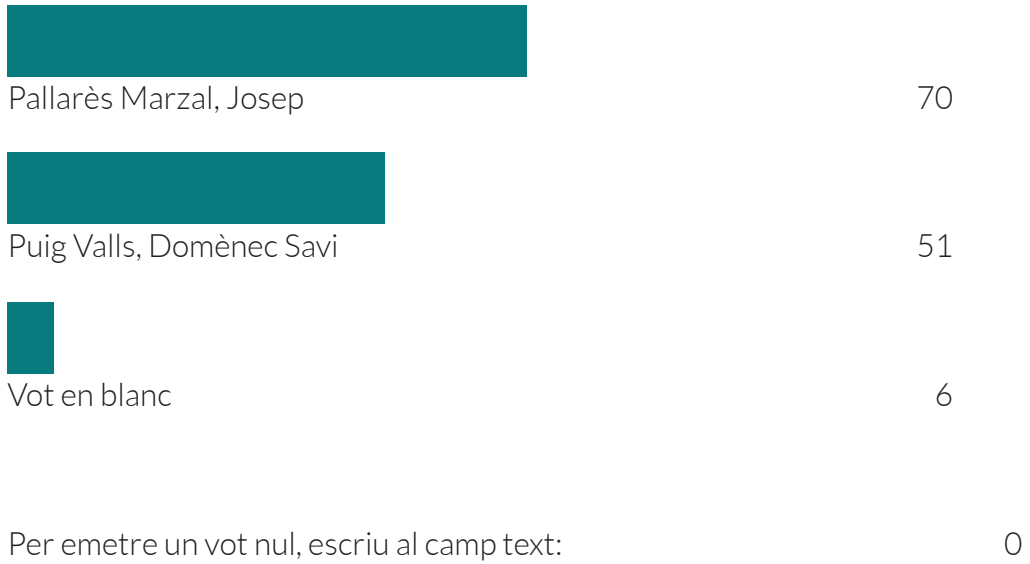 Pallarès Marzal, Josep 70
Puig Valls, Domènec Savi 51
Vot en blanc 6
Per emetre un vot nul, escriu al camp text: 0